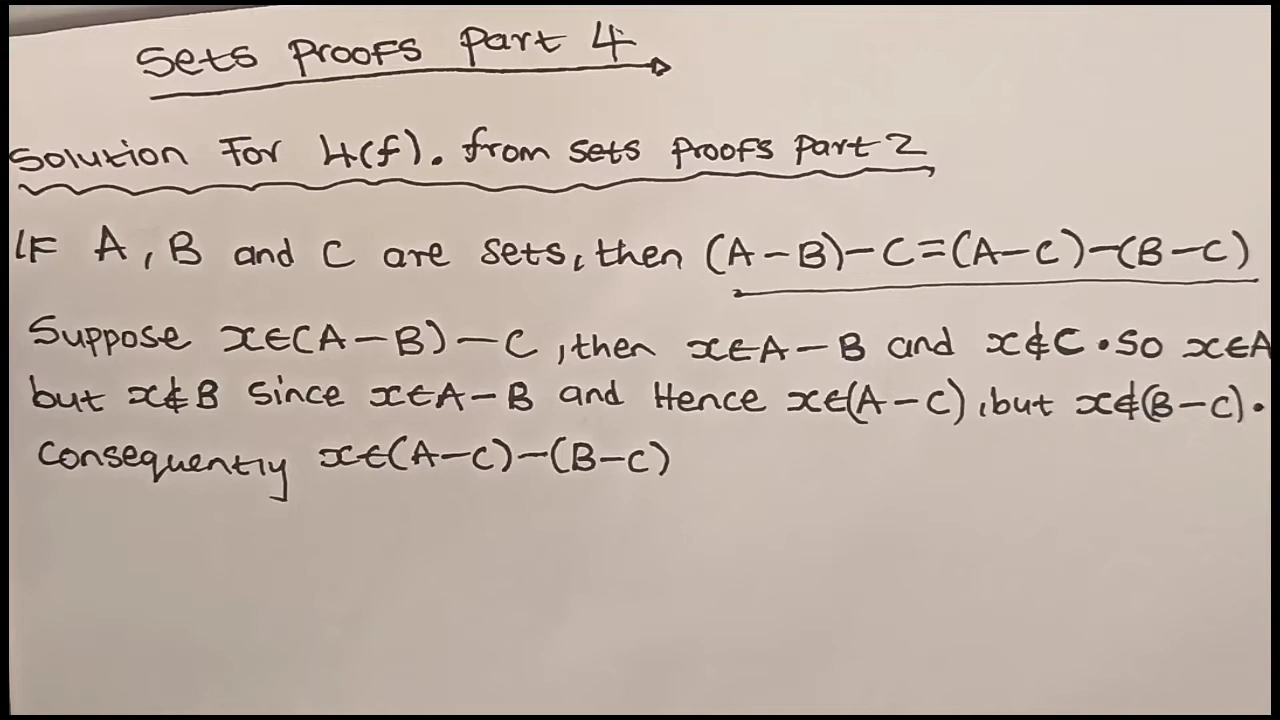 Sets Proofs Part 4
Solution For 4(f). from sets Proofs Part 2
IF A, B and C are sets, then (A-B)-C=(A-C)-(B-C)
Suppose x∈(A-B)-C, then x∈A-B and x∉C. So x∈A
but x∉B since x∈A-B and Hence x∈(A-C), but x∉(B-C).
Consequently x∈(A-C)-(B-C)